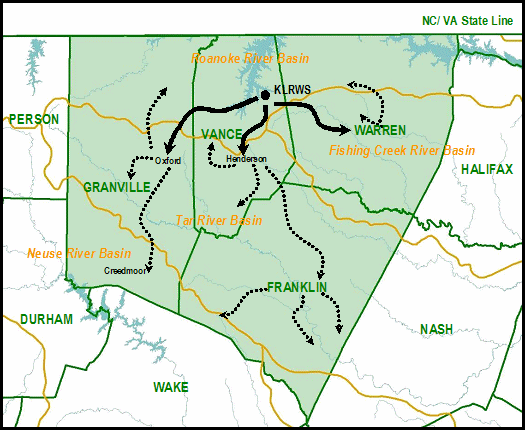 NC/ VA State Line
Roanoke River Basin
KLRWS
PERSON
VANCE
WARREN
Fishing Creek River Basin
Oxford
Henderson
HALIFAX
GRANVILLE
Tar River Basin
Neuse River Basin
Creedmoor
FRANKLIN
DURHAM
NASH
WAKE